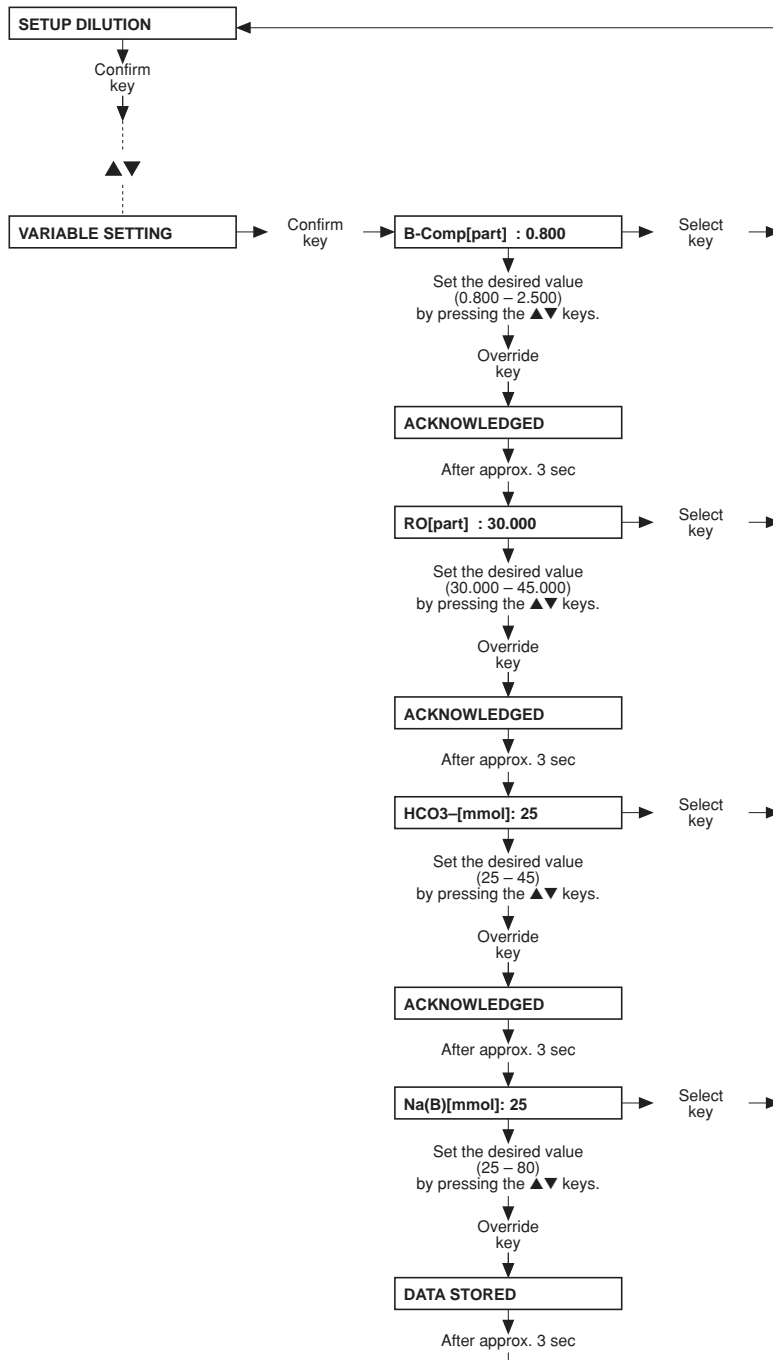 SETUP DILUTION
Confirm
key
▲▼
VARIABLE SETTING
Confirm
key
B-Comp[part] : 0.800
Select
key
Set the desired value
(0.800 – 2.500)
by pressing the ▲▼ keys.
Override
key
ACKNOWLEDGED
After approx. 3 sec
RO[part] : 30.000
Select
key
Set the desired value
(30.000 – 45.000)
by pressing the ▲▼ keys.
Override
key
ACKNOWLEDGED
After approx. 3 sec
HCO3–[mmol]: 25
Select
key
Set the desired value
(25 – 45)
by pressing the ▲▼ keys.
Override
key
ACKNOWLEDGED
After approx. 3 sec
Na(B)[mmol]: 25
Select
key
Set the desired value
(25 – 80)
by pressing the ▲▼ keys.
Override
key
DATA STORED
After approx. 3 sec